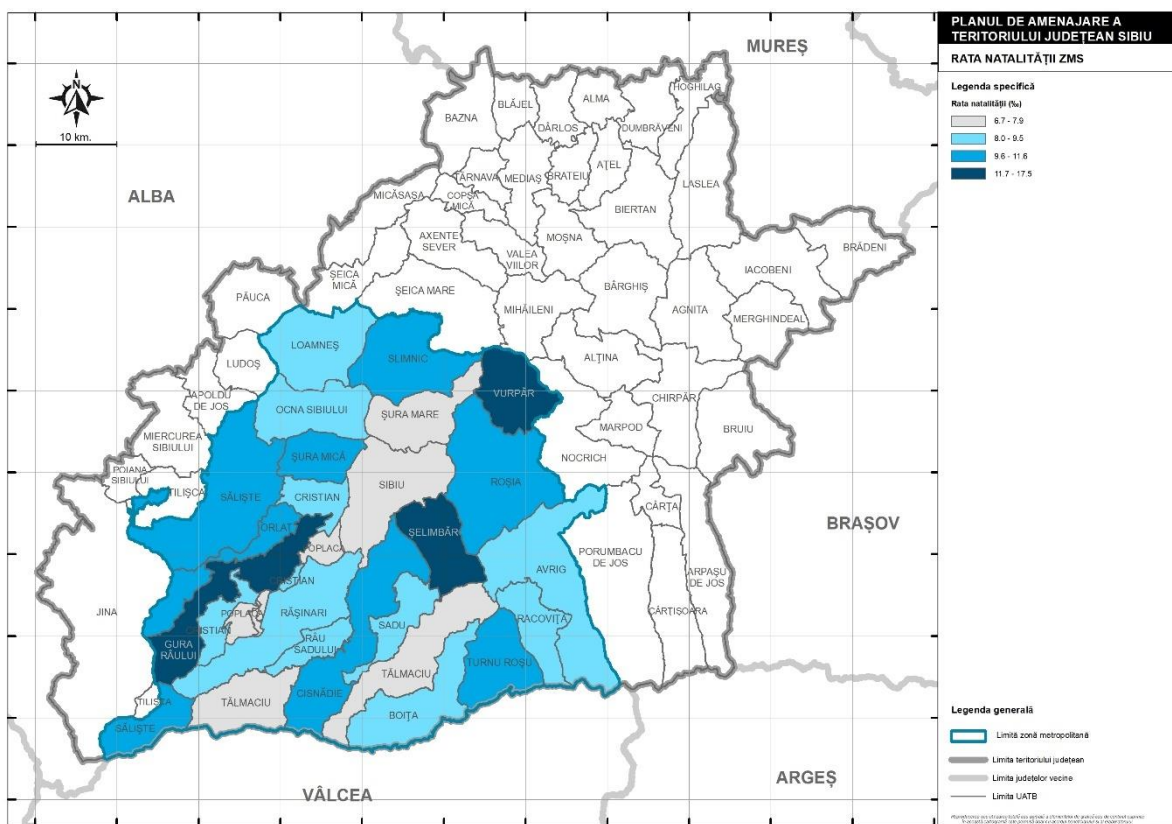 PLANUL DE AMENAJARE A
TERITORIULUI JUDEȚEAN SIBIU
RATA NATALITĂȚII ZMS
Legenda specifică
Rata natalității (‰)
6.7 - 7.9
8.0 - 9.5
9.6 - 11.6
11.7 - 17.5
10 km.
MUREȘ
ALBA
BRAȘOV
ARGEȘ
VÂLCEA
HOGHILAG
BLĂJEL
ALMA
BAZNA
DÂRLOS
DUMBRĂVENI
AȚEL
TÂRNAVA
MEDIAȘ
BRATEIU
LASLEA
MICĂSASA
COPȘA
MICĂ
BIERTAN
AXENTE
SEVER
MOȘNA
VALEA
VIILOR
BRĂDENI
IACOBENI
ȘEICA
MICĂ
ȘEICA MARE
BÂRGHIȘ
PĂUCA
MIHĂILENI
AGNITA
MERGHINDEAL
LOAMNEȘ
SLIMNIC
ALȚINA
LUDOȘ
APOLDU
DE JOS
VURPĂR
CHIRPĂR
OCNA SIBIULUI
ȘURA MARE
MARPOD
BRUIU
MIERCUREA
SIBIULUI
ȘURA MICĂ
NOCRICH
POIANA
SIBIULUI
TILIȘCA
SĂLIȘTE
CRISTIAN
SIBIU
ROȘIA
CÂRȚA
ORLAT
ȘELIMBĂR
POPLACA
PORUMBACU
DE JOS
AVRIG
ARPAȘU
DE JOS
CRISTIAN
JINA
POPLACA
RĂȘINARI
CÂRȚIȘOARA
CRISTIAN
SADU
RACOVIȚA
GURA
RÂULUI
RÂU
SADULUI
TURNU ROȘU
TĂLMACIU
TILIȘCA
TĂLMACIU
CISNĂDIE
BOIȚA
SĂLIȘTE
Legenda generală
Limită zonă metropolitană
Limita teritoriului județean
Limita județelor vecine
Limita UATB